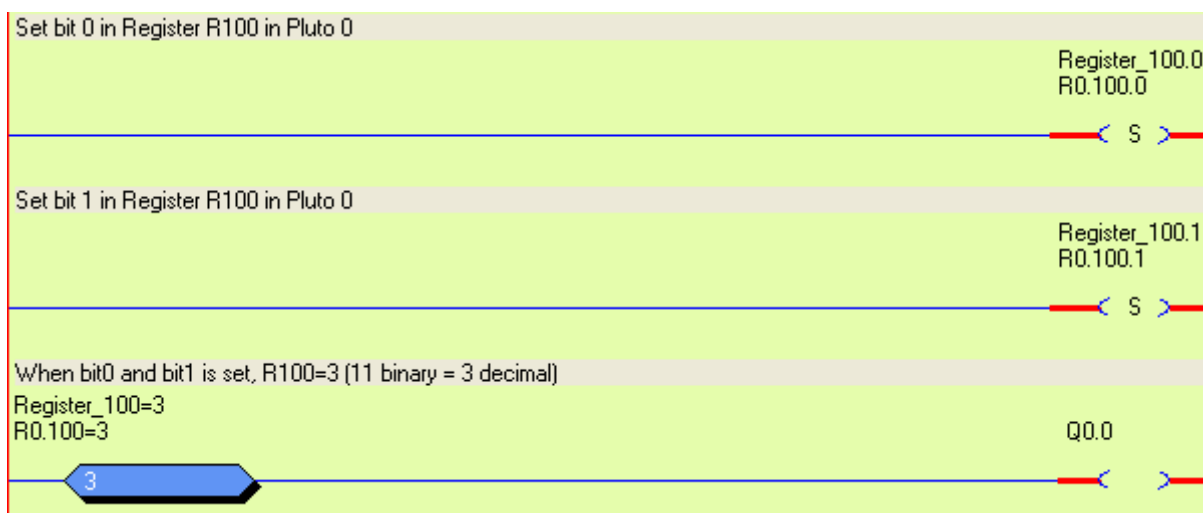 Set bit 0 in Register R100 in Pluto 0
Register_100.0
R0.100.0
S
Set bit 1 in Register R100 in Pluto 0
Register_100.1
R0.100.1
S
When bit0 and bit1 is set, R100=3 (11 binary = 3 decimal)
Register_100=3
R0.100=3
Q0.0
3